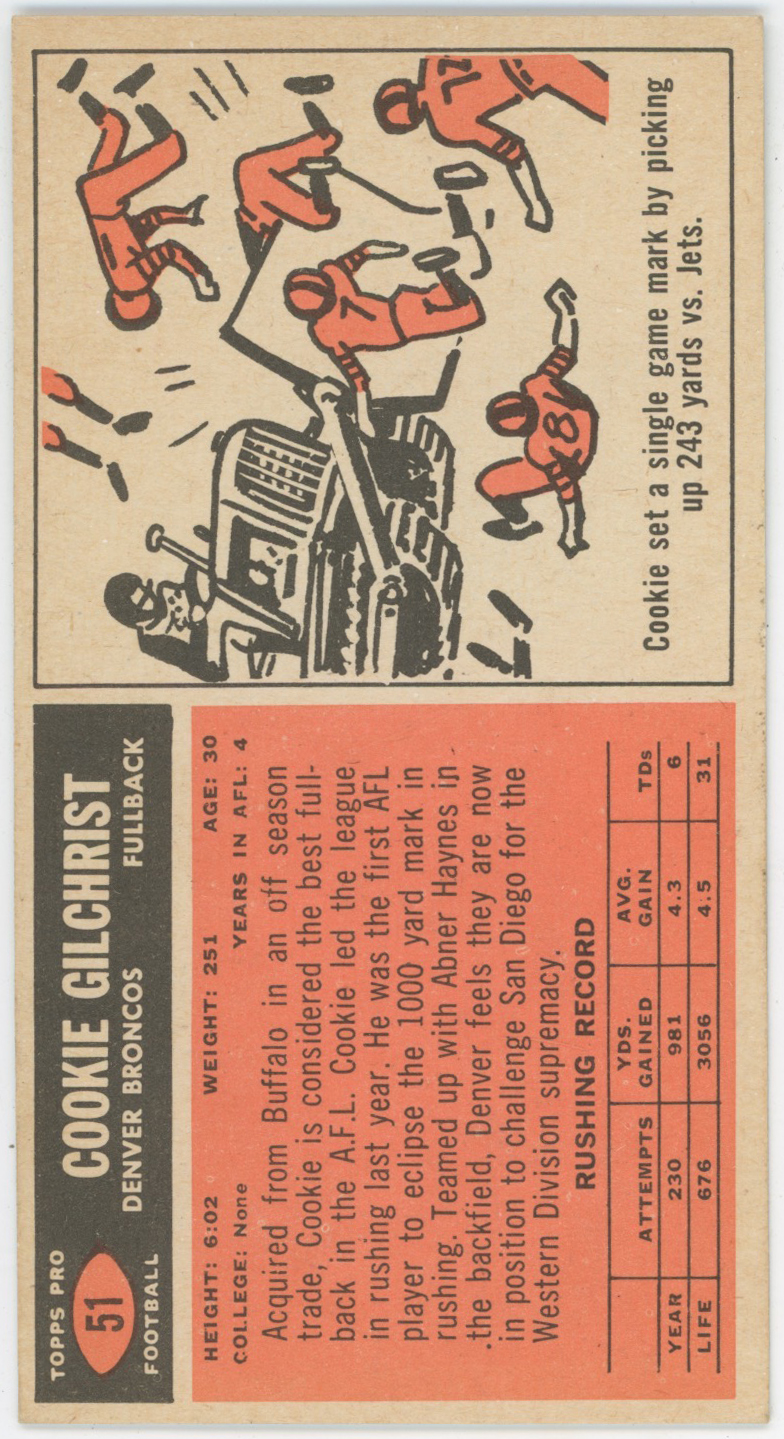 TOPPS PRO
51
FOOTBALL
COOKIE GILCHRIST
DENVER BRONCOS FULLBACK
HEIGHT: 6:02 WEIGHT: 251 AGE: 30
COLLEGE: None YEARS IN AFL: 4
Acquired from Buffalo in an off season
trade, Cookie is considered the best full-
back in the A.F.L. Cookie led the league
in rushing last year. He was the first AFL
player to eclipse the 1000 yard mark in
rushing. Teamed up with Abner Haynes in
the backfield, Denver feels they are now
in position to challenge San Diego for the
Western Division supremacy.
RUSHING RECORD
ATTEMPTS YDS. GAINED AVG. GAIN TDs
YEAR 230 981 4.3 6
LIFE 676 3056 4.5 31
7
81
Cookie set a single game mark by picking
up 243 yards vs. Jets.